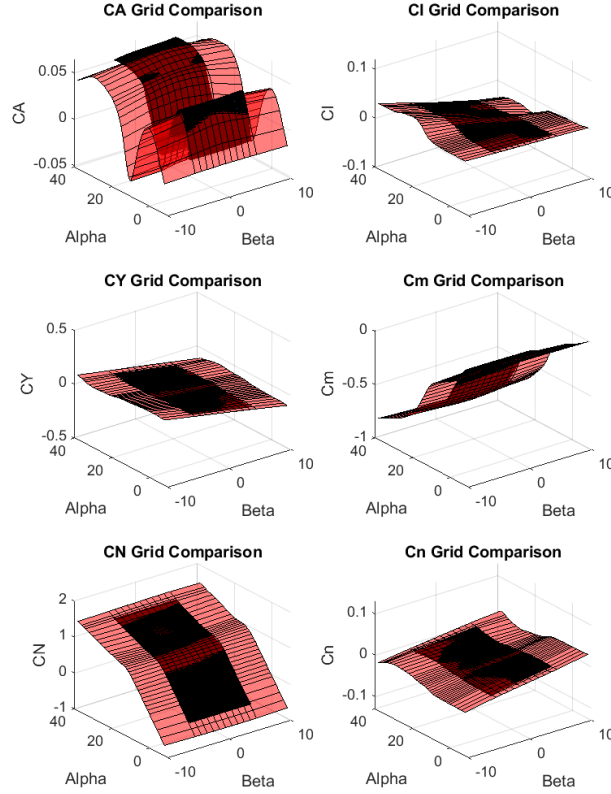 CA Grid Comparison
0.05
0
-0.05
CA
40
20
0
Alpha
-10
0
10
Beta
Cl Grid Comparison
0.1
0
-0.1
Cl
40
20
0
Alpha
-10
0
10
Beta
CY Grid Comparison
0.5
0
-0.5
CY
40
20
0
Alpha
-10
0
10
Beta
Cm Grid Comparison
0
-0.5
-1
Cm
40
20
0
Alpha
-10
0
10
Beta
CN Grid Comparison
2
1
0
-1
CN
40
20
0
Alpha
-10
0
10
Beta
Cn Grid Comparison
0.1
0
-0.1
Cn
40
20
0
Alpha
-10
0
10
Beta